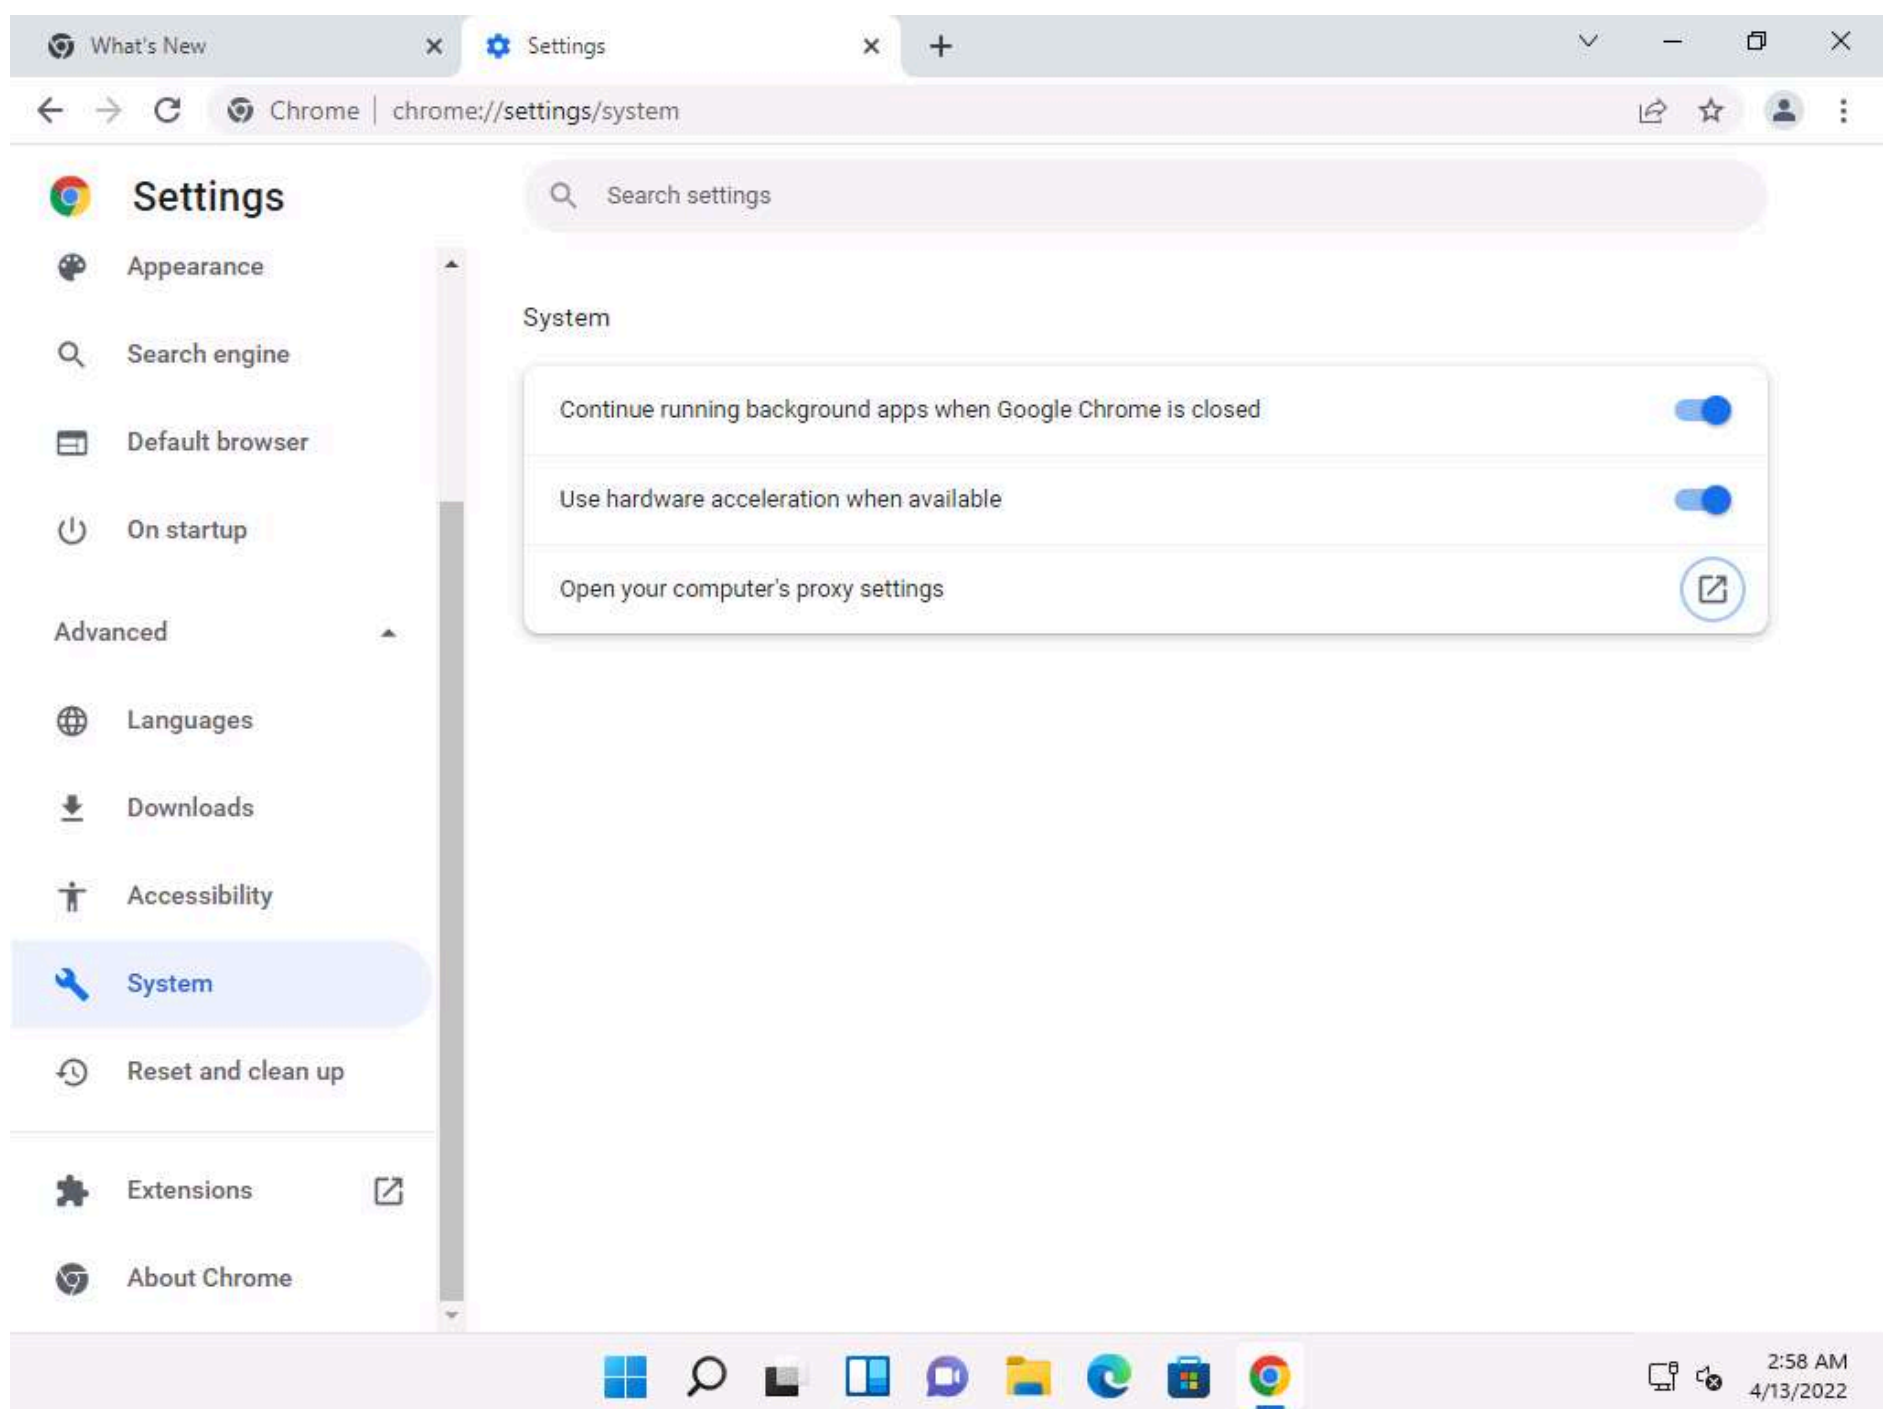 What's New
Settings
Chrome | chrome://settings/system
Settings
Search settings
Appearance
Search engine
Default browser
On startup
Advanced
Languages
Downloads
Accessibility
System
Reset and clean up
Extensions
About Chrome
System
Continue running background apps when Google Chrome is closed
Use hardware acceleration when available
Open your computer's proxy settings
2:58 AM
4/13/2022